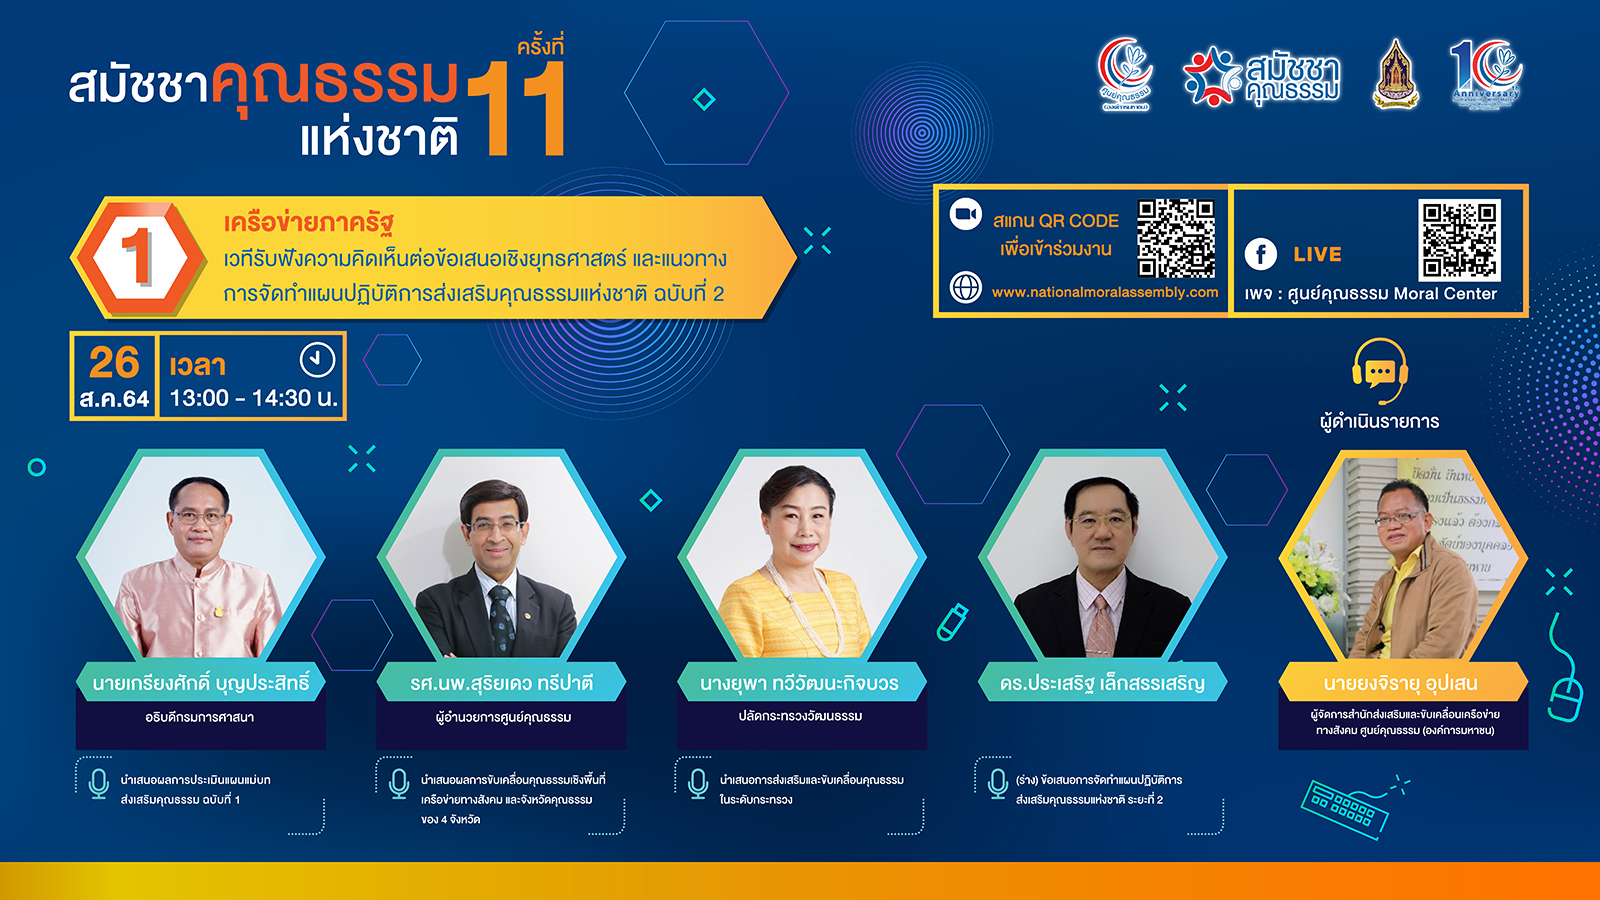 ครั้งที่
สมัชชาคุณธรรม 11
แห่งชาติ
ศูนย์คุณธรรม
(องค์การมหาชน)
สมัชชา
คุณธรรม
10
Anniversary
1
เครือข่ายภาครัฐ
เวทีรับฟังความคิดเห็นต่อข้อเสนอเชิงยุทธศาสตร์ และแนวทาง
การจัดทำแผนปฏิบัติการส่งเสริมคุณธรรมแห่งชาติ ฉบับที่ 2
สแกน QR CODE
เพื่อเข้าร่วมงาน
www.nationalmoralassembly.com
LIVE
เพจ : ศูนย์คุณธรรม Moral Center
26
ส.ค.64
เวลา
13:00 - 14:30 น.
ผู้ดำเนินรายการ
นายเกรียงศักดิ์ บุญประสิทธิ์
อธิบดีกรมการศาสนา
นำเสนอผลการประเมินแผนแม่บท
ส่งเสริมคุณธรรม ฉบับที่ 1
รศ.นพ.สุริยเดว ทรีปาตี
ผู้อำนวยการศูนย์คุณธรรม
นำเสนอผลการขับเคลื่อนคุณธรรมเชิงพื้นที่
เครือข่ายทางสังคม และจังหวัดคุณธรรม
ของ 4 จังหวัด
นางยุพา ทวีวัฒนะกิจบวร
ปลัดกระทรวงวัฒนธรรม
นำเสนอการส่งเสริมและขับเคลื่อนคุณธรรม
ในระดับกระทรวง
ดร.ประเสริฐ เล็กสรรเสริญ
(ร่าง) ข้อเสนอการจัดทำแผนปฏิบัติการ
ส่งเสริมคุณธรรมแห่งชาติ ระยะที่ 2
นายยงจิรายุ อุปเสน
ผู้จัดการสำนักส่งเสริมและขับเคลื่อนเครือข่าย
ทางสังคม ศูนย์คุณธรรม (องค์การมหาชน)